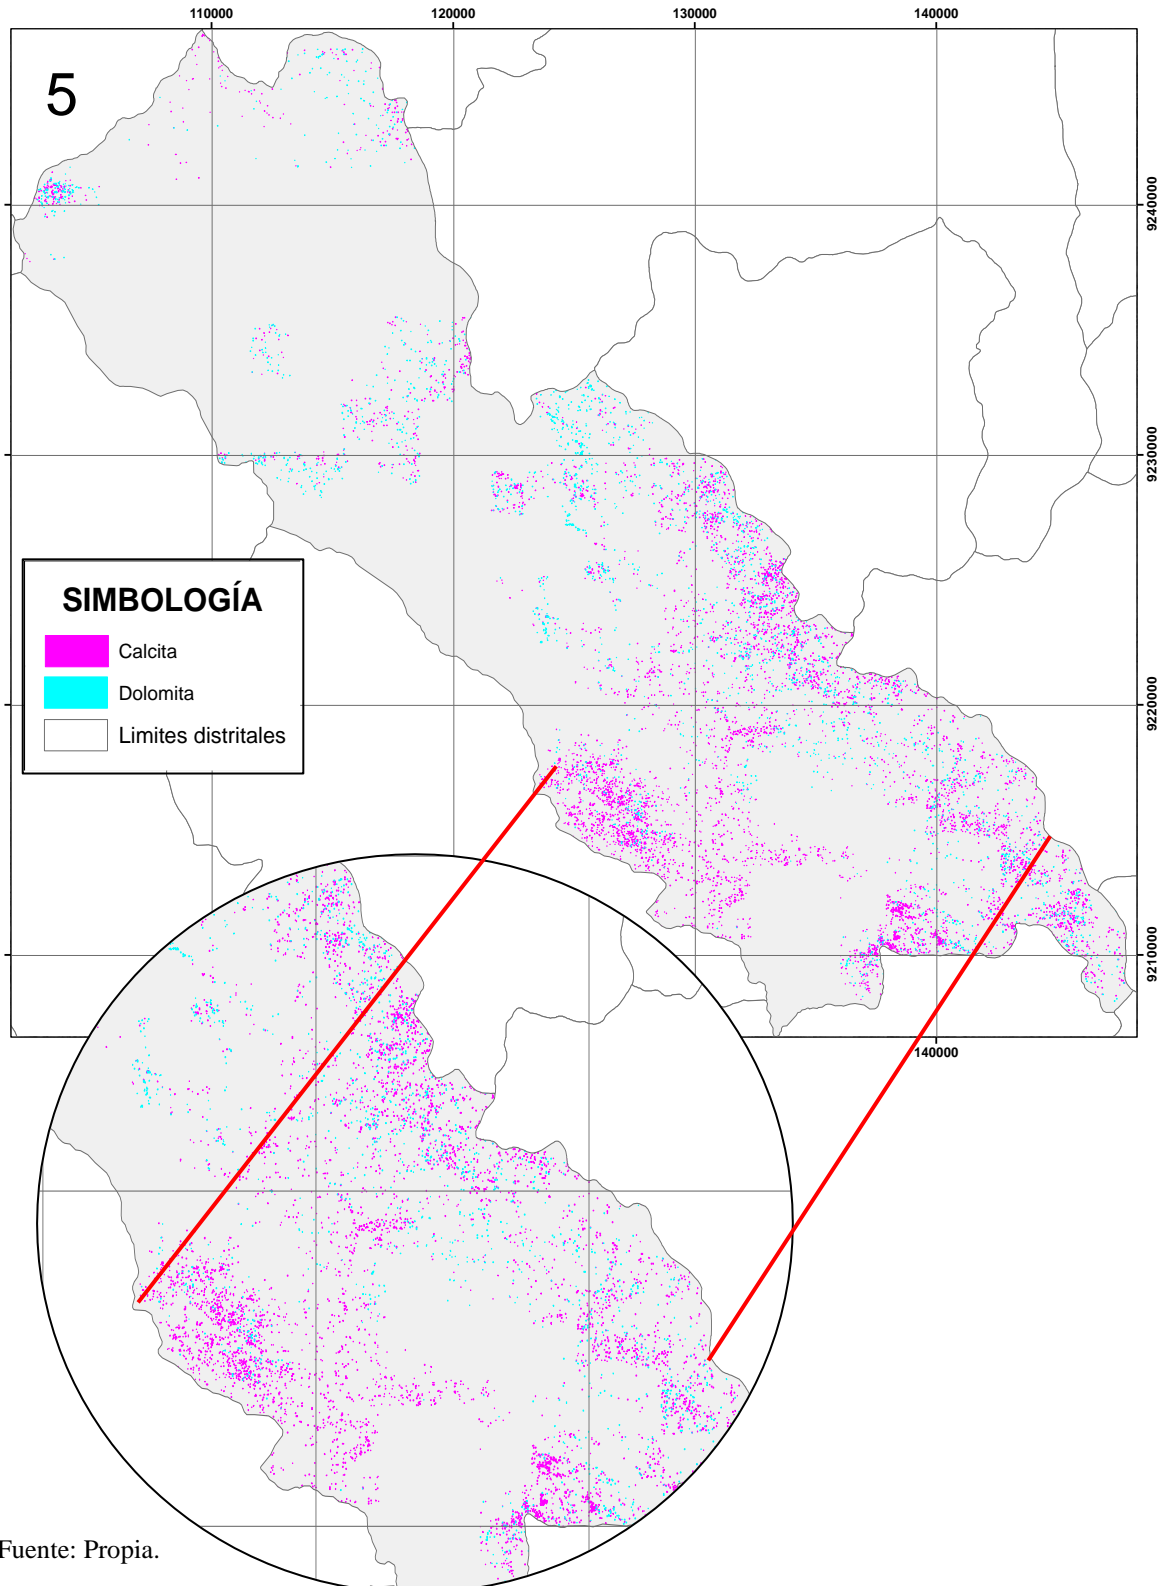 110000 120000 130000 140000
5
9240000
9230000
SIMBOLOGÍA
Calcita
Dolomita
Limites distritales
9220000
9210000
140000
Fuente: Propia.